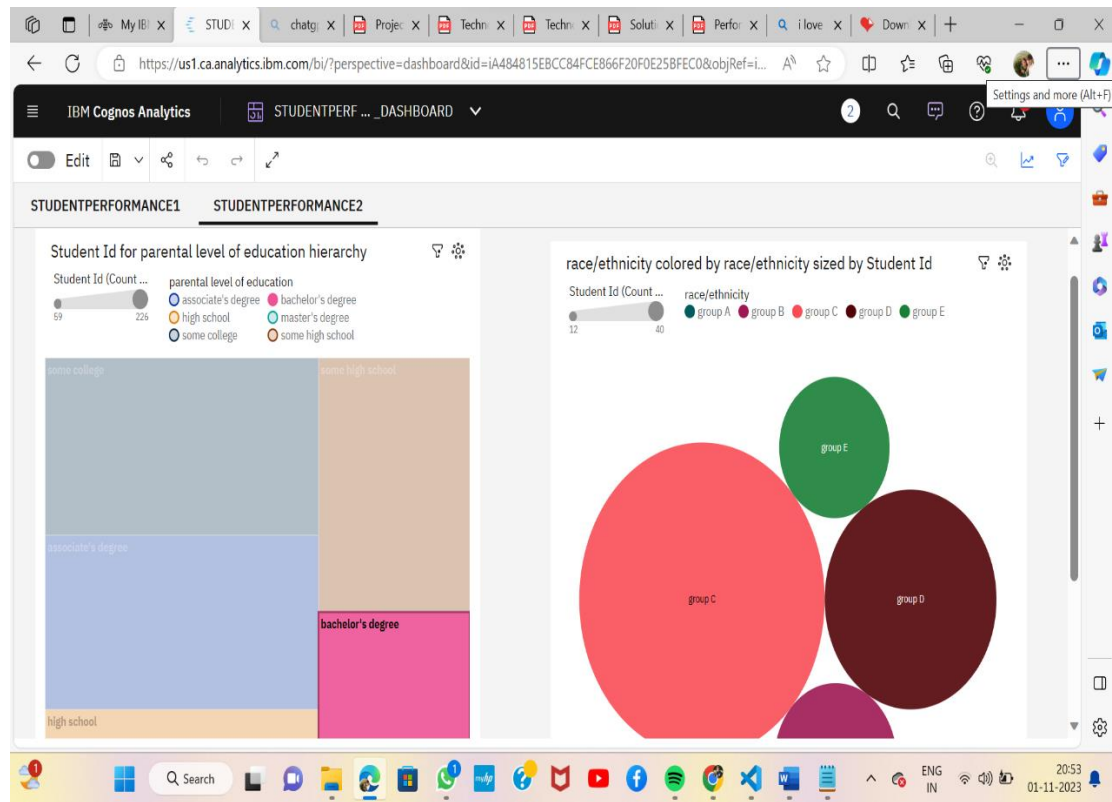 My IBI
STUDE
chatg
Projec
Techn
Techn
Soluti
Perfor
i love
Down
https://us1.ca.analytics.ibm.com/bi/?perspective=dashboard&id=iA484815EBCC84FCE866F20F0E25BFEC0&objRef=i...
Settings and more (Alt+F)
IBM Cognos Analytics
STUDENTPERF ... _DASHBOARD
2
Edit
STUDENTPERFORMANCE1 STUDENTPERFORMANCE2
Student Id for parental level of education hierarchy
Student Id (Count ...
59 226
parental level of education
associate's degree bachelor's degree
high school master's degree
some college some high school
some college
some high school
associate's degree
bachelor's degree
high school
race/ethnicity colored by race/ethnicity sized by Student Id
Student Id (Count ...
12 40
race/ethnicity
group A group B group C group D group E
group E
group C
group D
1
Search
myhp
ENG
IN
20:53
01-11-2023